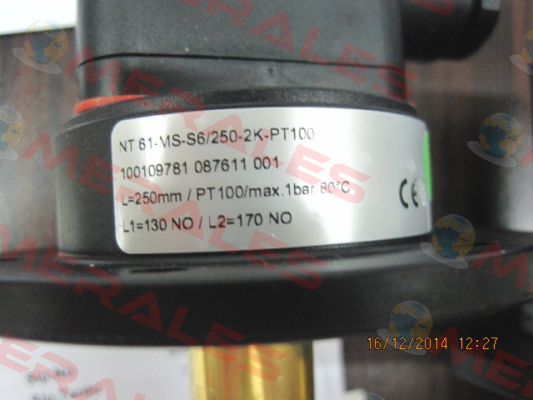 NT 61-MS-S6/250-2K-PT100
100109781 087611 001
L=250mm / PT100/max.1bar 80°C
L1=130 NO / L2=170 NO
CE
MERALES
16/12/2014 12:27